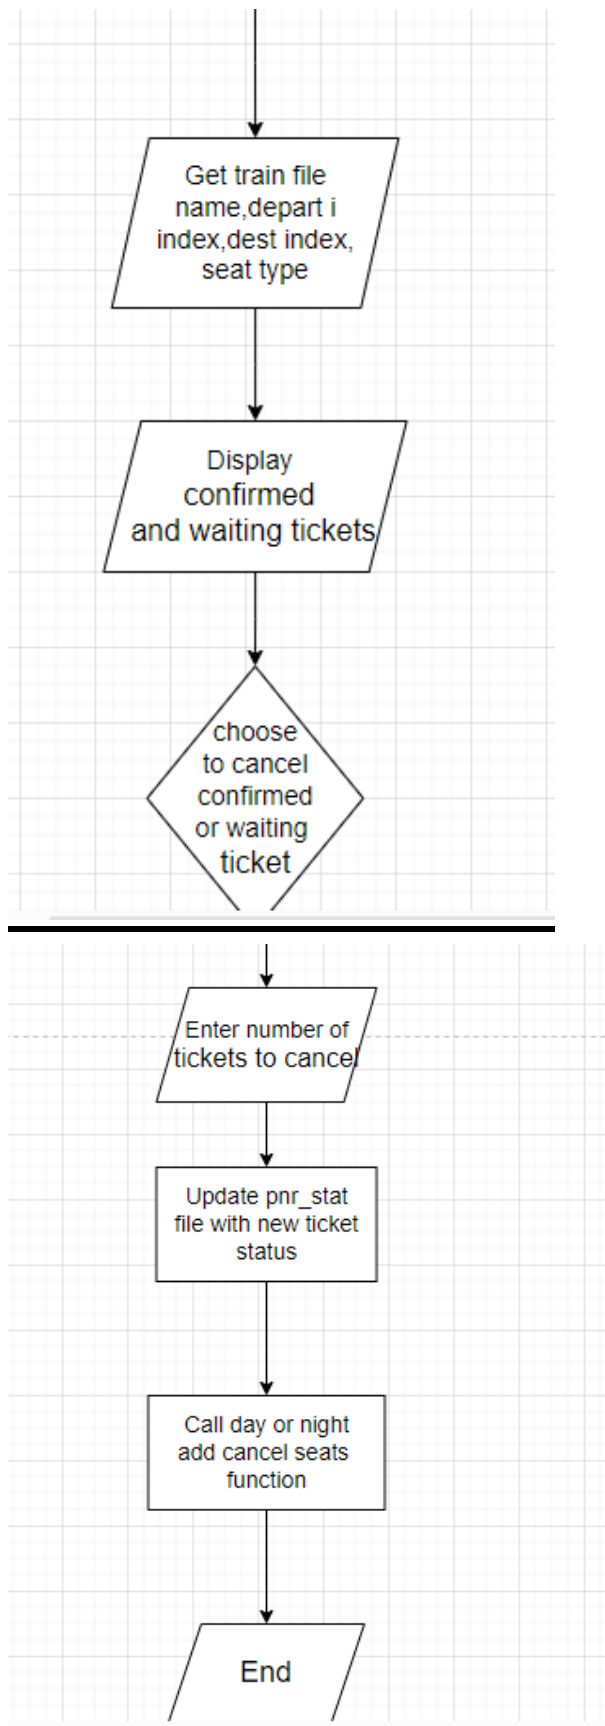 Get train file
name,depart i
index,dest index,
seat type
Display
confirmed
and waiting tickets
choose
to cancel
confirmed
or waiting
ticket
Enter number of
tickets to cancel
Update pnr_stat
file with new ticket
status
Call day or night
add cancel seats
function
End